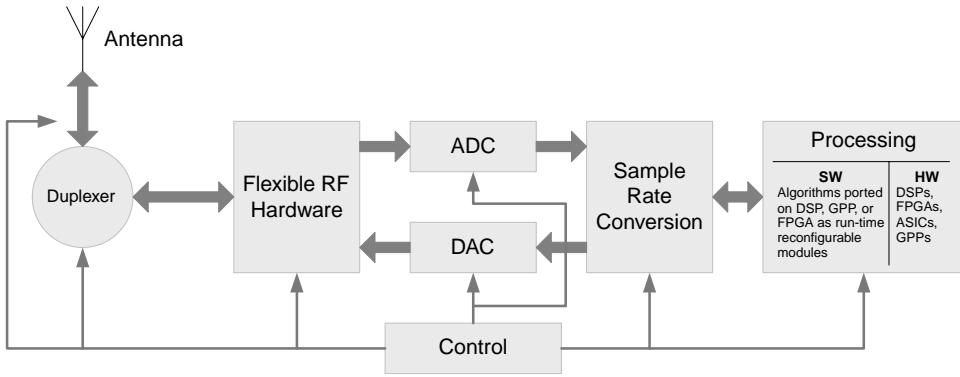 Antenna
Duplexer
Flexible RF
Hardware
ADC
DAC
Sample
Rate
Conversion
Processing
SW
Algorithms ported
on DSP, GPP, or
FPGA as run-time
reconfigurable
modules
HW
DSPs,
FPGAs,
ASICs,
GPPs
Control